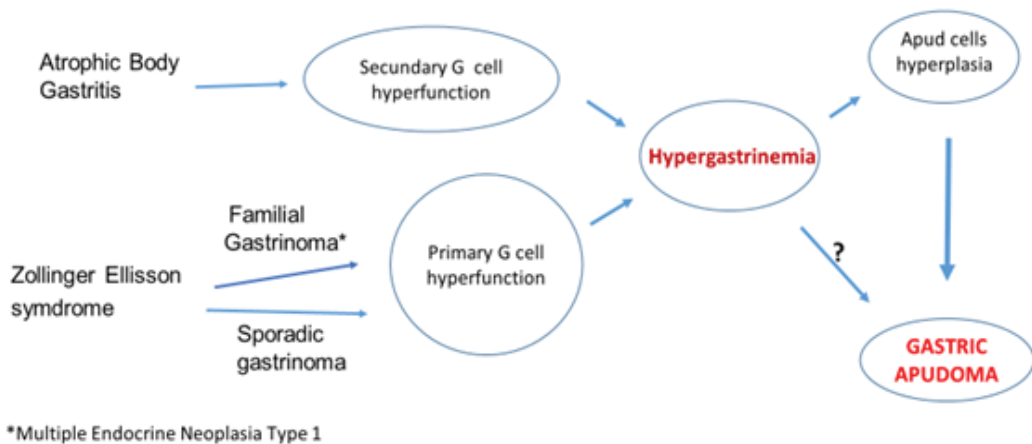 Atrophic Body
Gastritis
Secundary G cell
hyperfunction
Apud cells
hyperplasia
Hypergastrinemia
Familial
Gastrinoma*
Primary G cell
hyperfunction
?
Zollinger Ellisson
symdrome
Sporadic
gastrinoma
GASTRIC
APUDOMA
*Multiple Endocrine Neoplasia Type 1